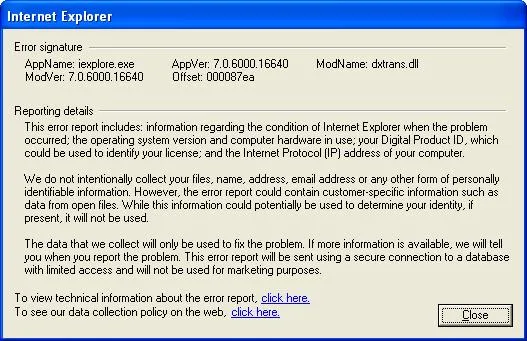 Internet Explorer
Error signature
AppName: iexplore.exe AppVer: 7.0.6000.16640 ModName: dxtrans.dll
ModVer: 7.0.6000.16640 Offset: 000087ea
Reporting details
This error report includes: information regarding the condition of Internet Explorer when the problem
occurred; the operating system version and computer hardware in use; your Digital Product ID, which
could be used to identify your license; and the Internet Protocol (IP) address of your computer.
We do not intentionally collect your files, name, address, email address or any other form of personally
identifiable information. However, the error report could contain customer-specific information such as
data from open files. While this information could potentially be used to determine your identity, if
present, it will not be used.
The data that we collect will only be used to fix the problem. If more information is available, we will tell
you when you report the problem. This error report will be sent using a secure connection to a database
with limited access and will not be used for marketing purposes.
To view technical information about the error report, click here.
To see our data collection policy on the web, click here.
Close